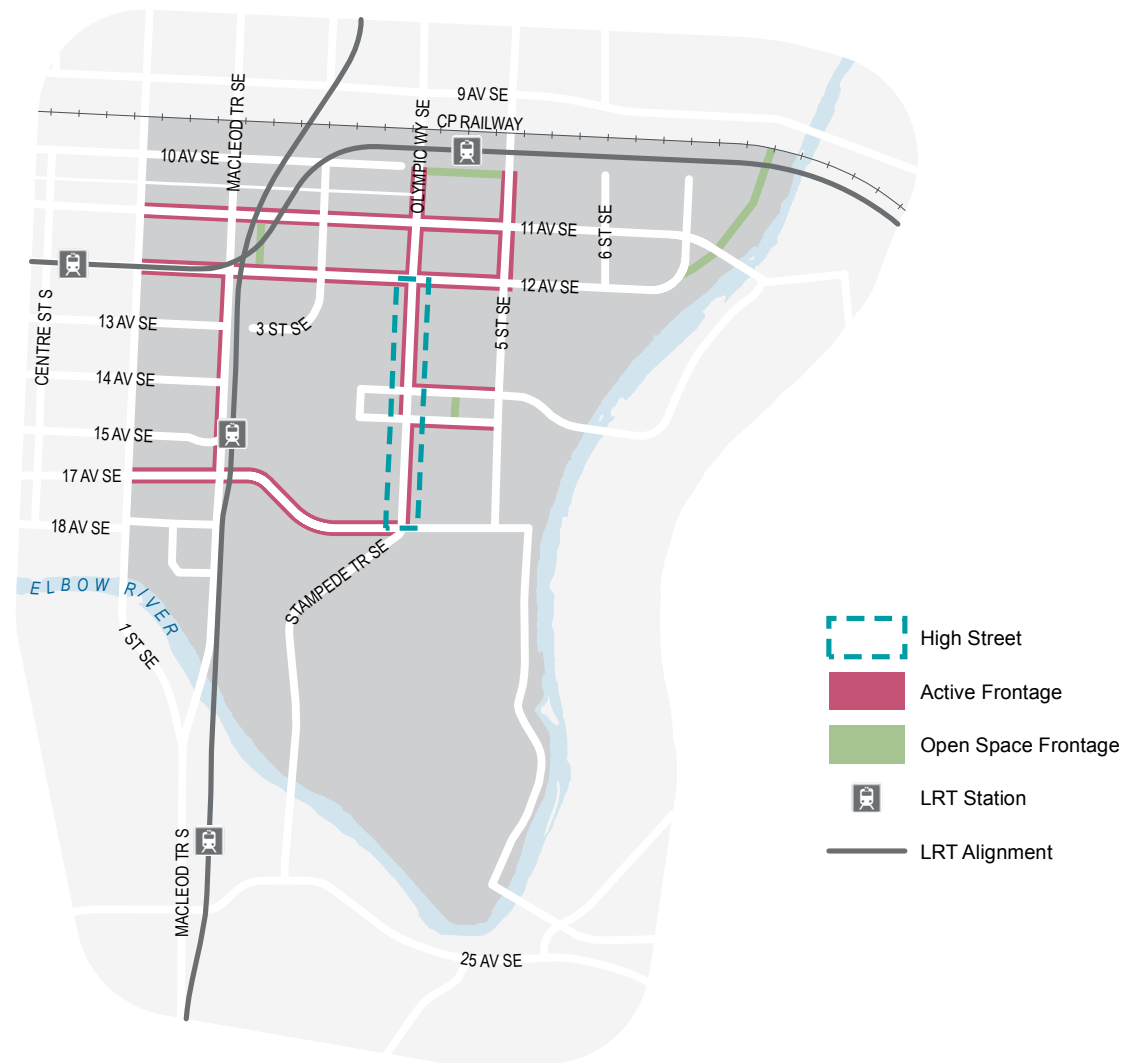 9 AV SE
CP RAILWAY
MACLEOD TR SE
OLYMPIC WY SE
10 AV SE
11 AV SE
6 ST SE
12 AV SE
CENTRE ST S
13 AV SE
3 ST SE
5 ST SE
14 AV SE
15 AV SE
17 AV SE
18 AV SE
STAMPEDE TR SE
ELBOW RIVER
1 ST SE
MACLEOD TR S
25 AV SE
High Street
Active Frontage
Open Space Frontage
LRT Station
LRT Alignment